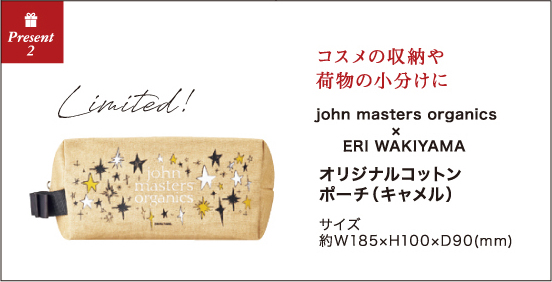 Present
2
Limited!
john
masters
organics
コスメの収納や
荷物の小分けに
john masters organics
×
ERI WAKIYAMA
オリジナルコットン
ポーチ（キャメル）
サイズ
約W185×H100×D90(mm)